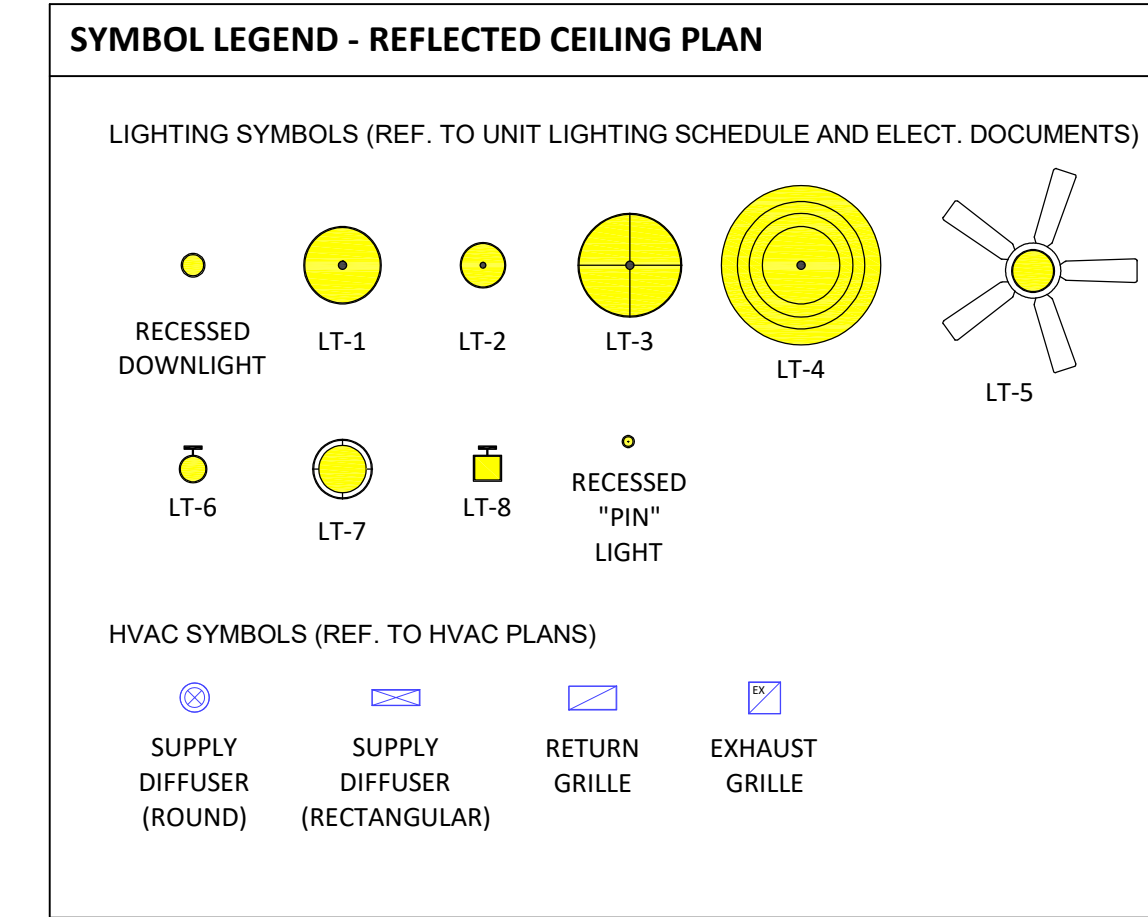 SYMBOL LEGEND - REFLECTED CEILING PLAN
LIGHTING SYMBOLS (REF. TO UNIT LIGHTING SCHEDULE AND ELECT. DOCUMENTS)
RECESSED
DOWNLIGHT
LT-1
LT-2
LT-3
LT-4
LT-5
LT-6
LT-7
LT-8
RECESSED
"PIN"
LIGHT
HVAC SYMBOLS (REF. TO HVAC PLANS)
SUPPLY
DIFFUSER
(ROUND)
SUPPLY
DIFFUSER
(RECTANGULAR)
RETURN
GRILLE
EX
EXHAUST
GRILLE